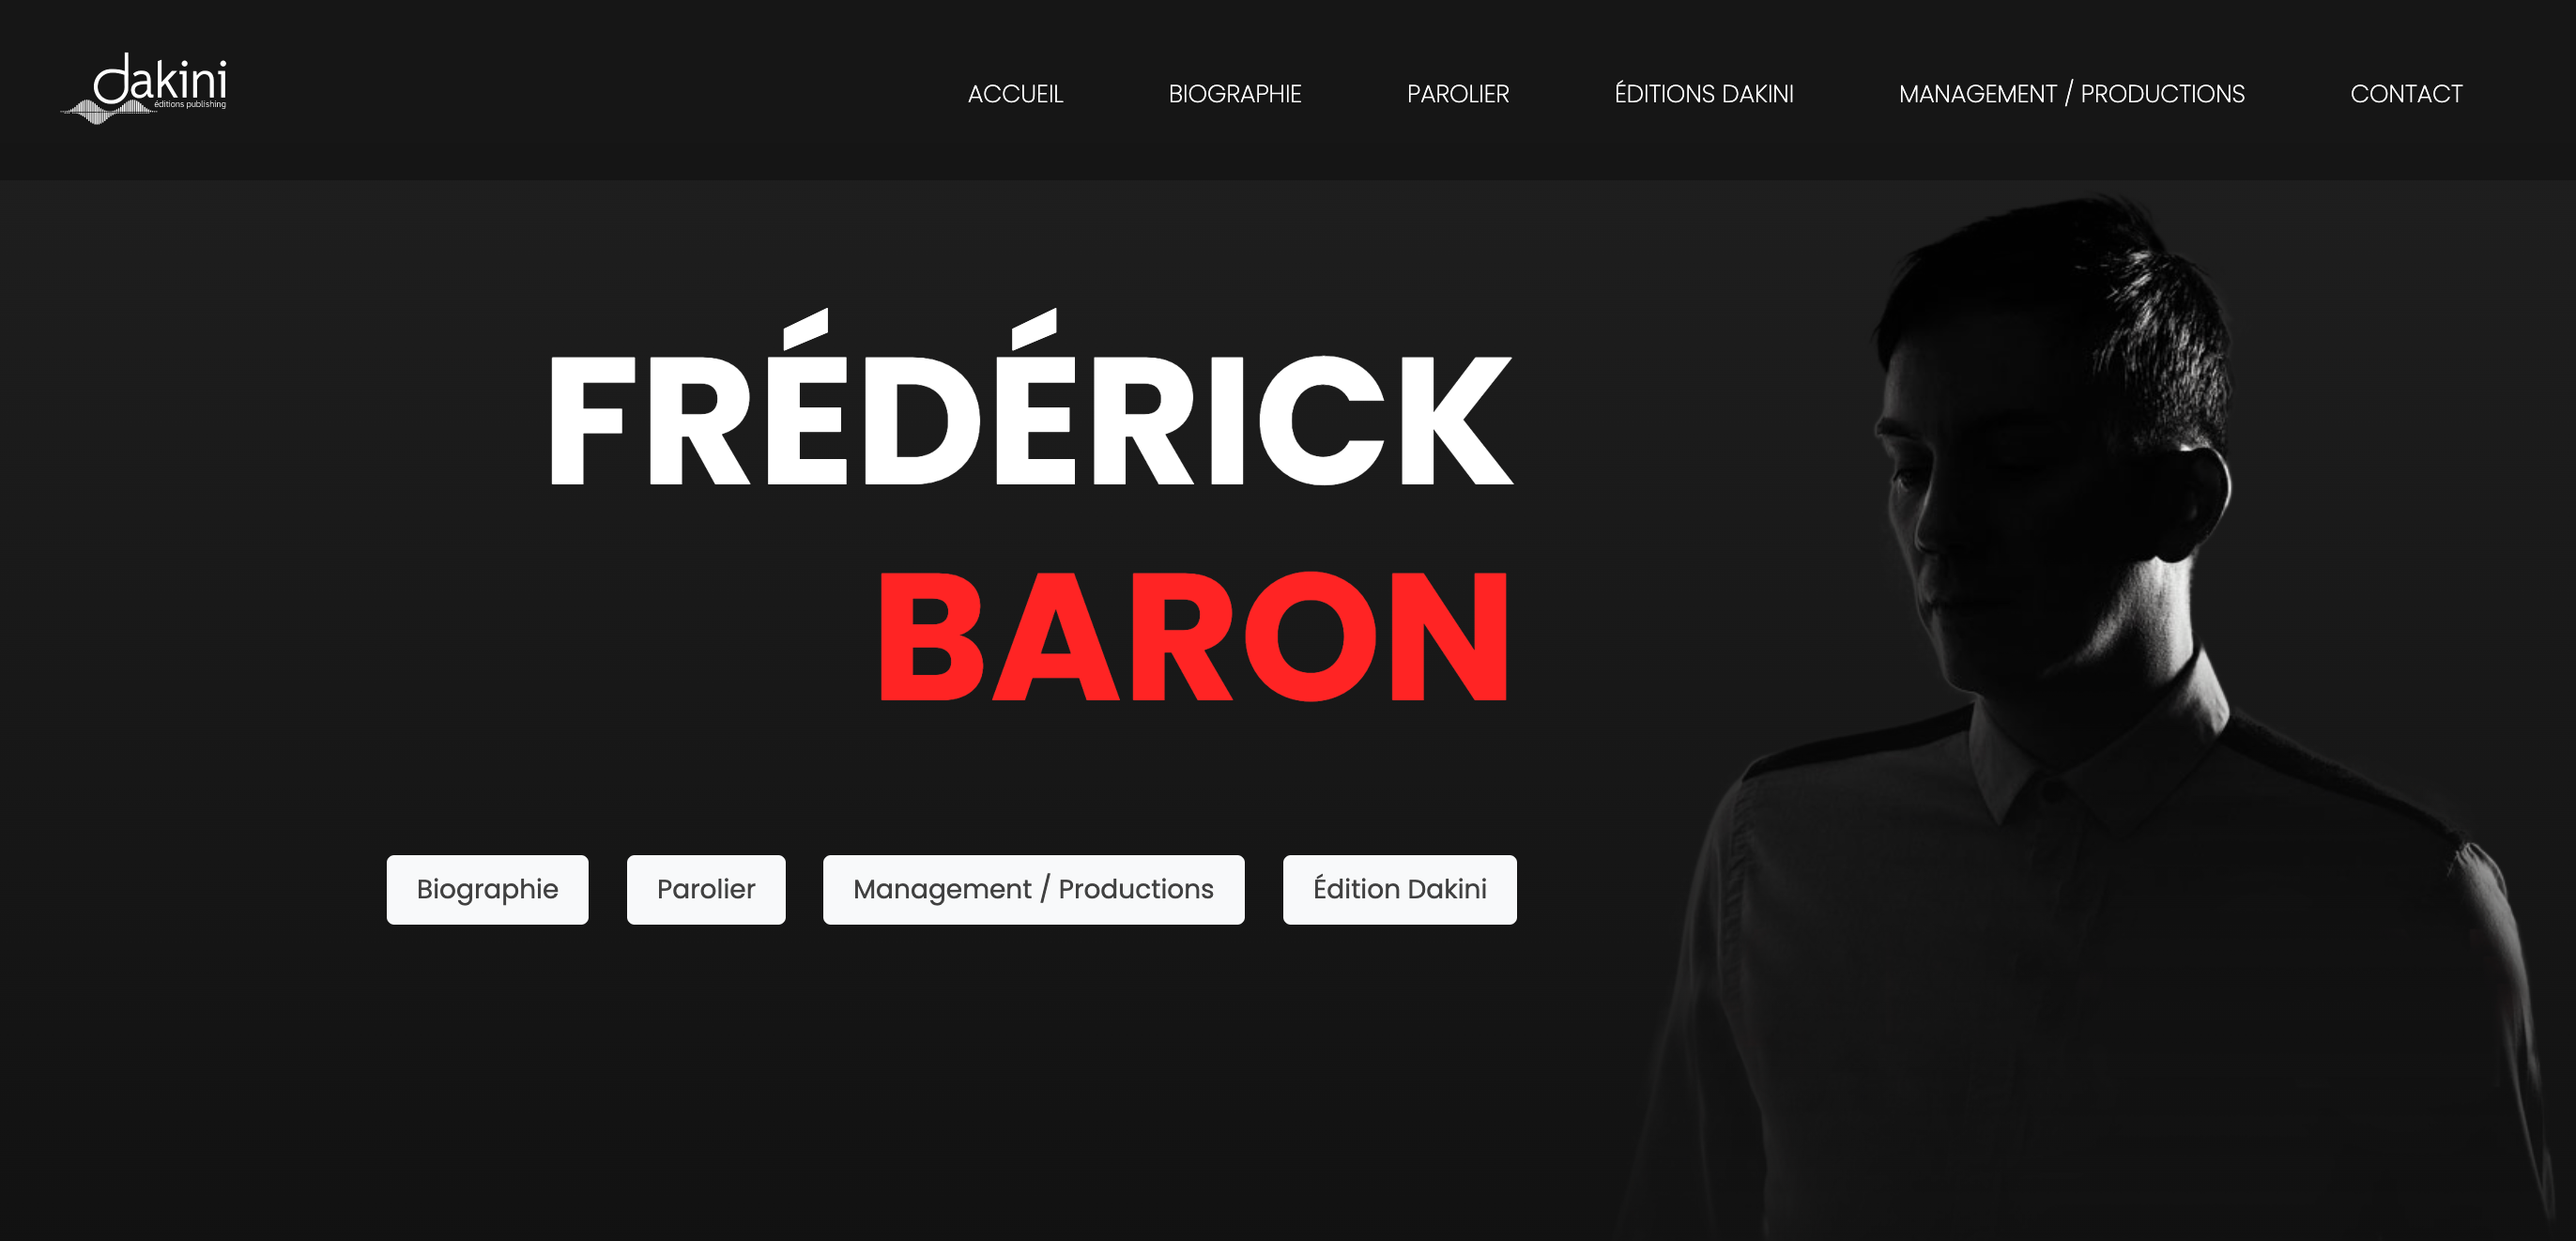 dakini
éditions publishing
ACCUEIL BIOGRAPHIE PAROLIER ÉDITIONS DAKINI MANAGEMENT / PRODUCTIONS CONTACT
FRÉDÉRICK
BARON
Biographie Parolier Management / Productions Édition Dakini